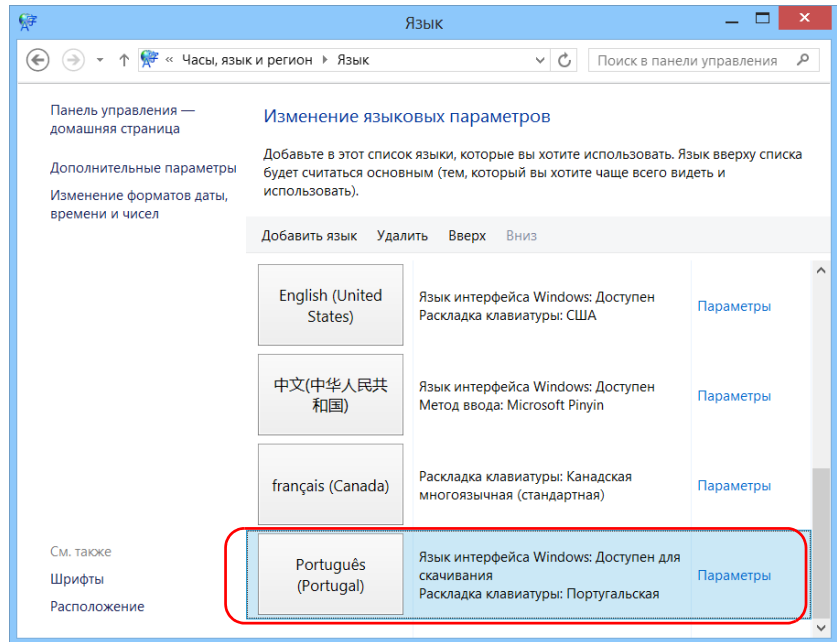 Язык
« Часы, язык и регион ▸ Язык
Поиск в панели управления
Панель управления —
домашняя страница
Дополнительные параметры
Изменение форматов даты,
времени и чисел
См. также
Шрифты
Расположение
Изменение языковых параметров
Добавьте в этот список языки, которые вы хотите использовать. Язык вверху списка
будет считаться основным (тем, который вы хотите чаще всего видеть и
использовать).
Добавить язык Удалить Вверх Вниз
English (United
States)
Язык интерфейса Windows: Доступен
Раскладка клавиатуры: США
Параметры
中文(中华人民共
和国)
Язык интерфейса Windows: Доступен
Метод ввода: Microsoft Pinyin
Параметры
français (Canada)
Раскладка клавиатуры: Канадская
многоязычная (стандартная)
Параметры
Português
(Portugal)
Язык интерфейса Windows: Доступен для
скачивания
Раскладка клавиатуры: Португальская
Параметры